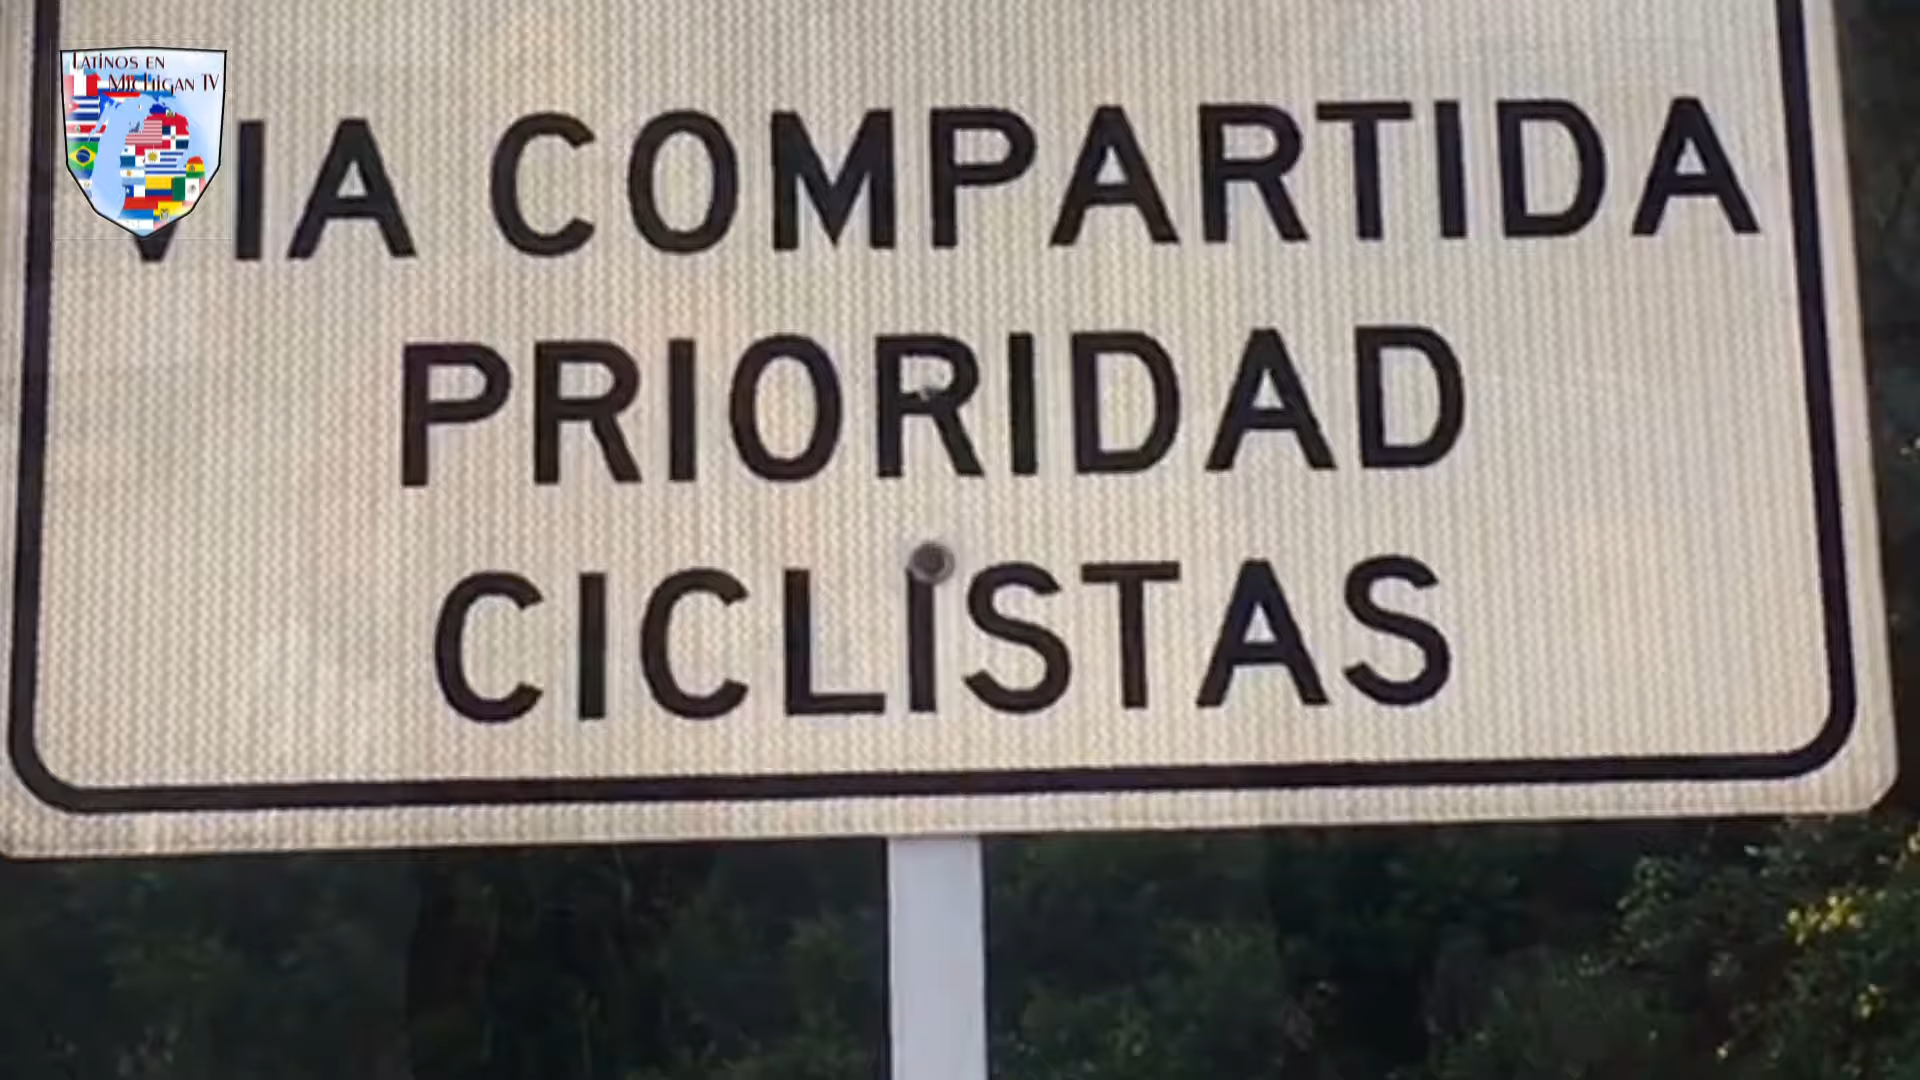 LATINOS EN
MICHIGAN TV
VIA COMPARTIDA
PRIORIDAD
CICLISTAS